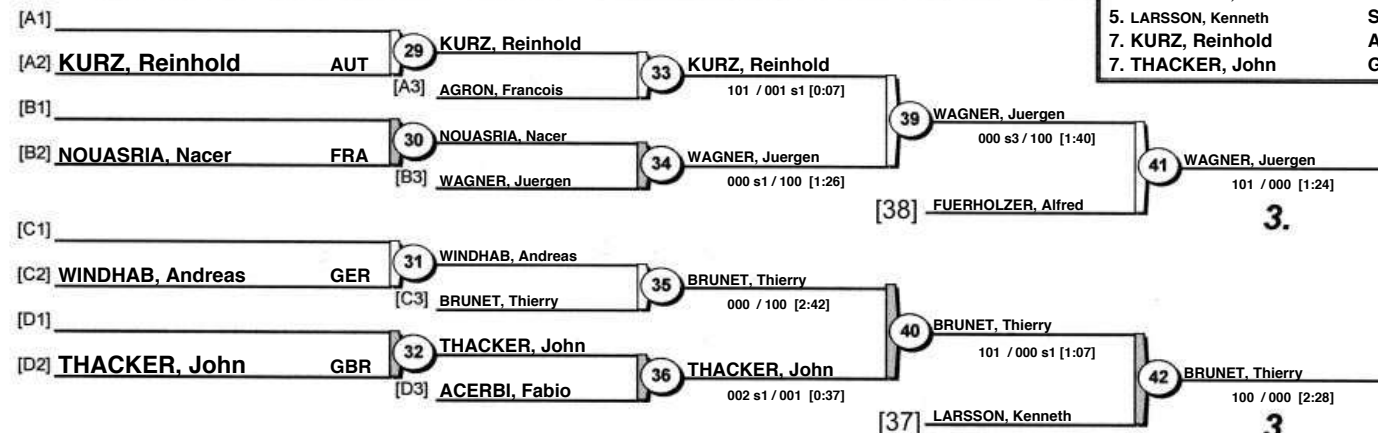 5. LARSSON, Kenneth S
7. KURZ, Reinhold A
7. THACKER, John G
[A1]
[A2] KURZ, Reinhold AUT
29
KURZ, Reinhold
[A3] AGRON, Francois
33
KURZ, Reinhold
101 / 001 s1 [0:07]
[B1]
[B2] NOUASRIA, Nacer FRA
30
NOUASRIA, Nacer
[B3] WAGNER, Juergen
34
WAGNER, Juergen
000 s1 / 100 [1:26]
39
WAGNER, Juergen
000 s3 / 100 [1:40]
[38] FUERHOLZER, Alfred
41
WAGNER, Juergen
101 / 000 [1:24]
3.
[C1]
[C2] WINDHAB, Andreas GER
31
WINDHAB, Andreas
[C3] BRUNET, Thierry
35
BRUNET, Thierry
000 / 100 [2:42]
[D1]
[D2] THACKER, John GBR
32
THACKER, John
[D3] ACERBI, Fabio
36
THACKER, John
002 s1 / 001 [0:37]
40
BRUNET, Thierry
101 / 000 s1 [1:07]
[37] LARSSON, Kenneth
42
BRUNET, Thierry
100 / 000 [2:28]
3